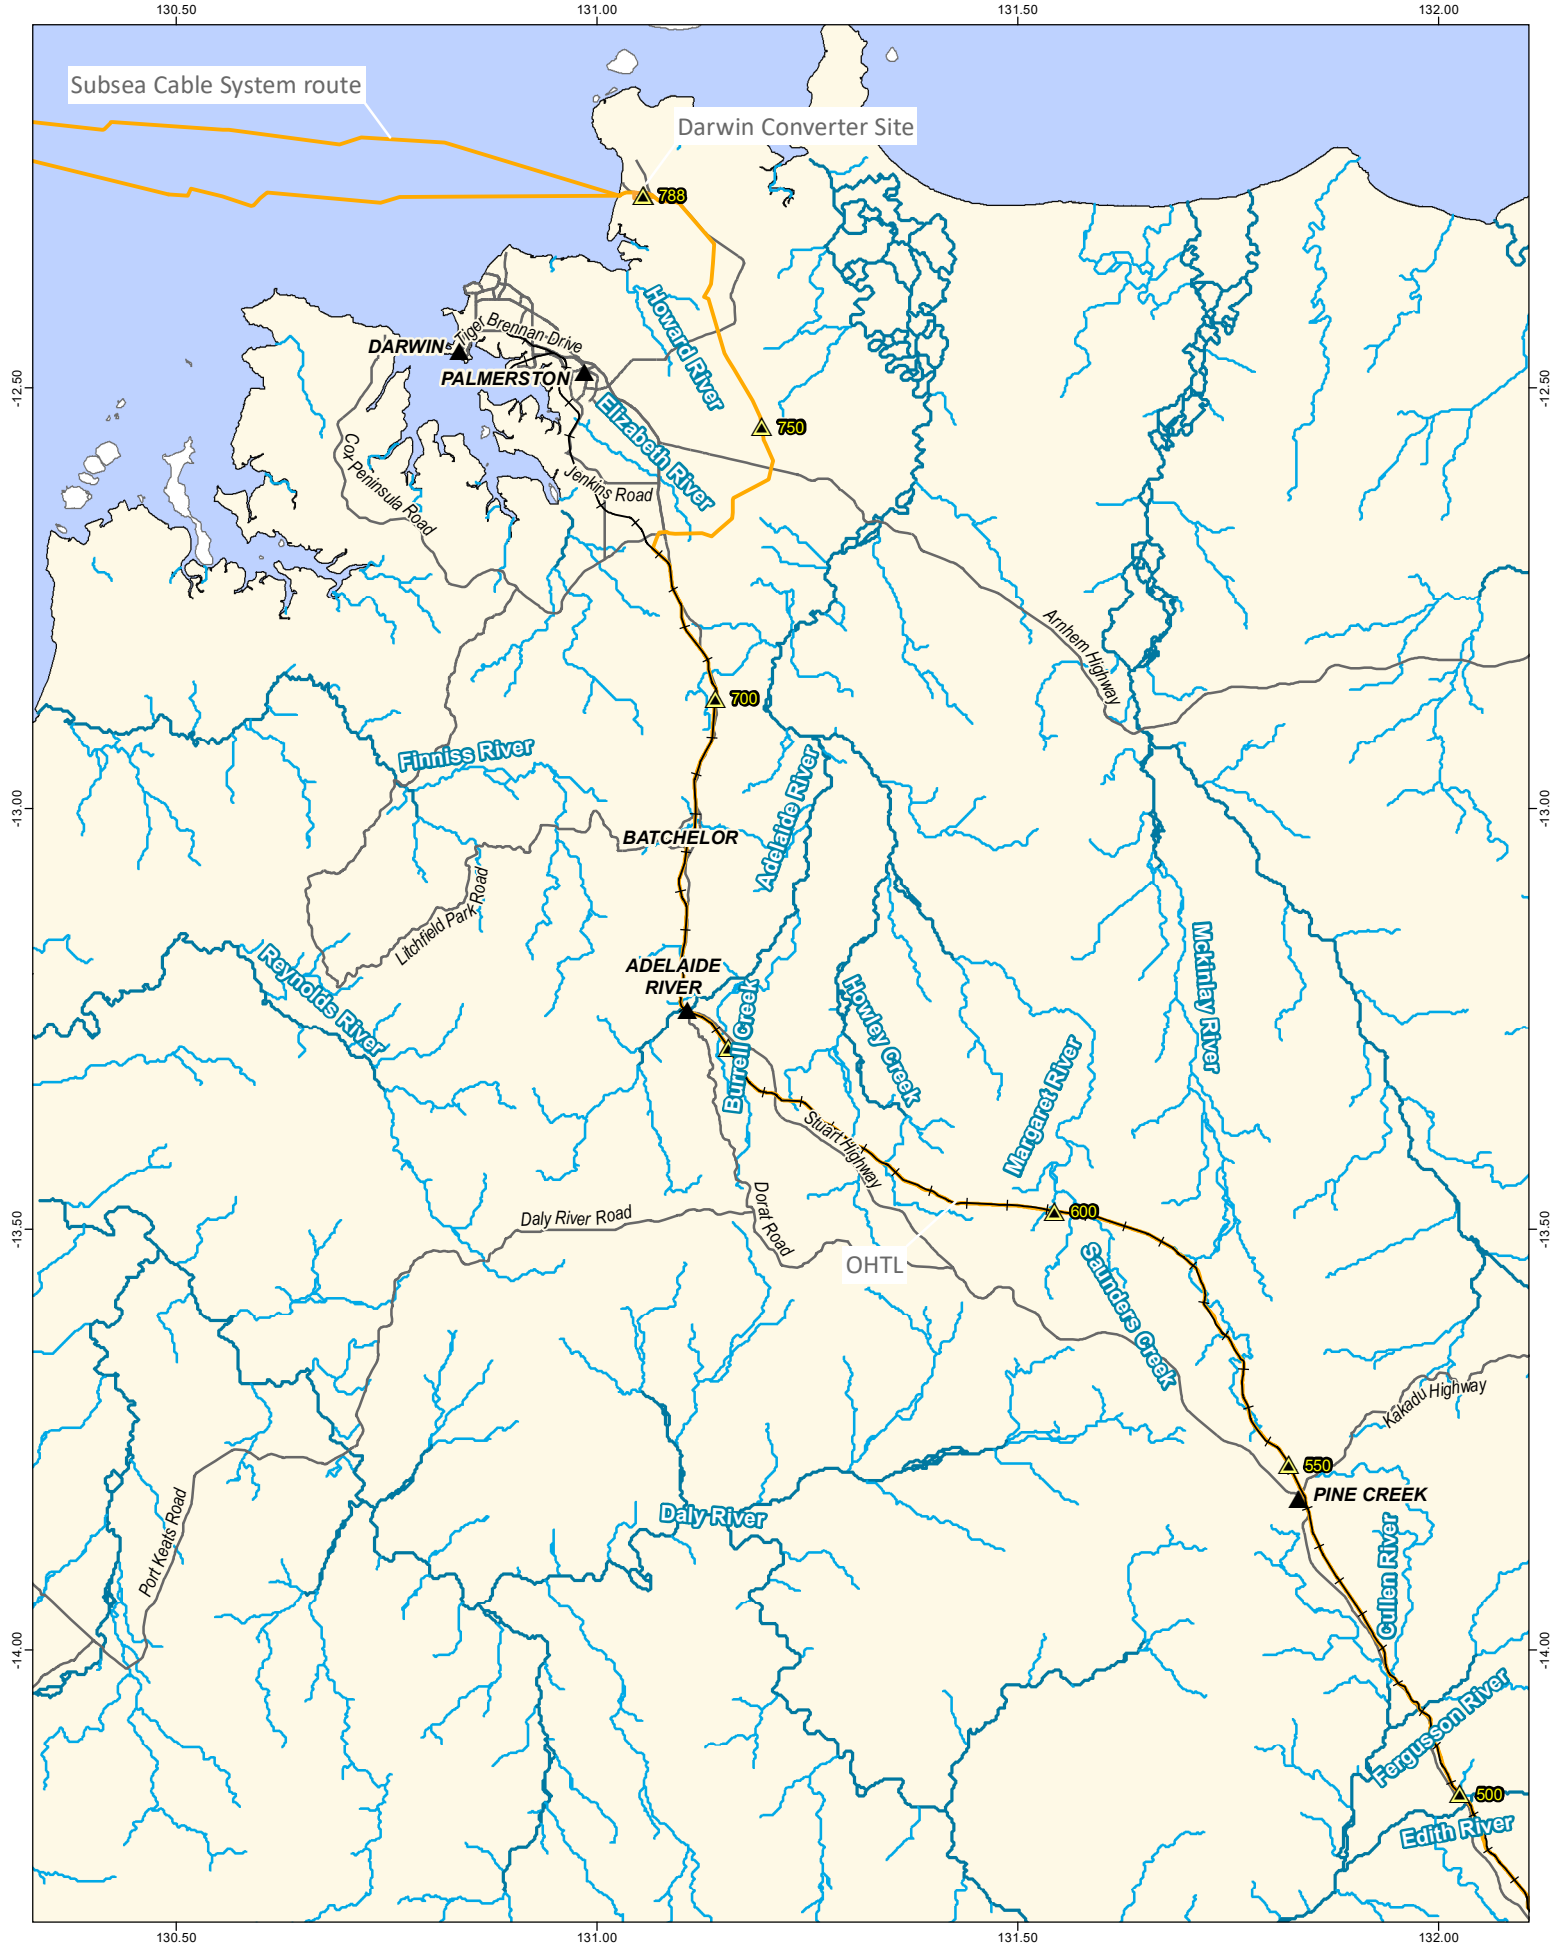 130.50
131.00
131.50
132.00
Subsea Cable System route
Darwin Converter Site
788
Howard River
Tiger Brennan Drive
DARWIN
PALMERSTON
-12.50
-12.50
Elizabeth River
750
Cox Peninsula Road
Jenkins Road
Arnhem Highway
700
Finniss River
Adelaide River
-13.00
-13.00
BATCHELOR
Litchfield Park Road
Reynolds River
ADELAIDE
RIVER
Burrell Creek
Howley Creek
Mckinlay River
Margaret River
Stuart Highway
Dorat Road
Daly River Road
600
-13.50
-13.50
OHTL
Saunders Creek
Kakadu Highway
550
PINE CREEK
Daly River
Port Keats Road
Cullen River
-14.00
-14.00
Fergusson River
500
Edith River
130.50
131.00
131.50
132.00